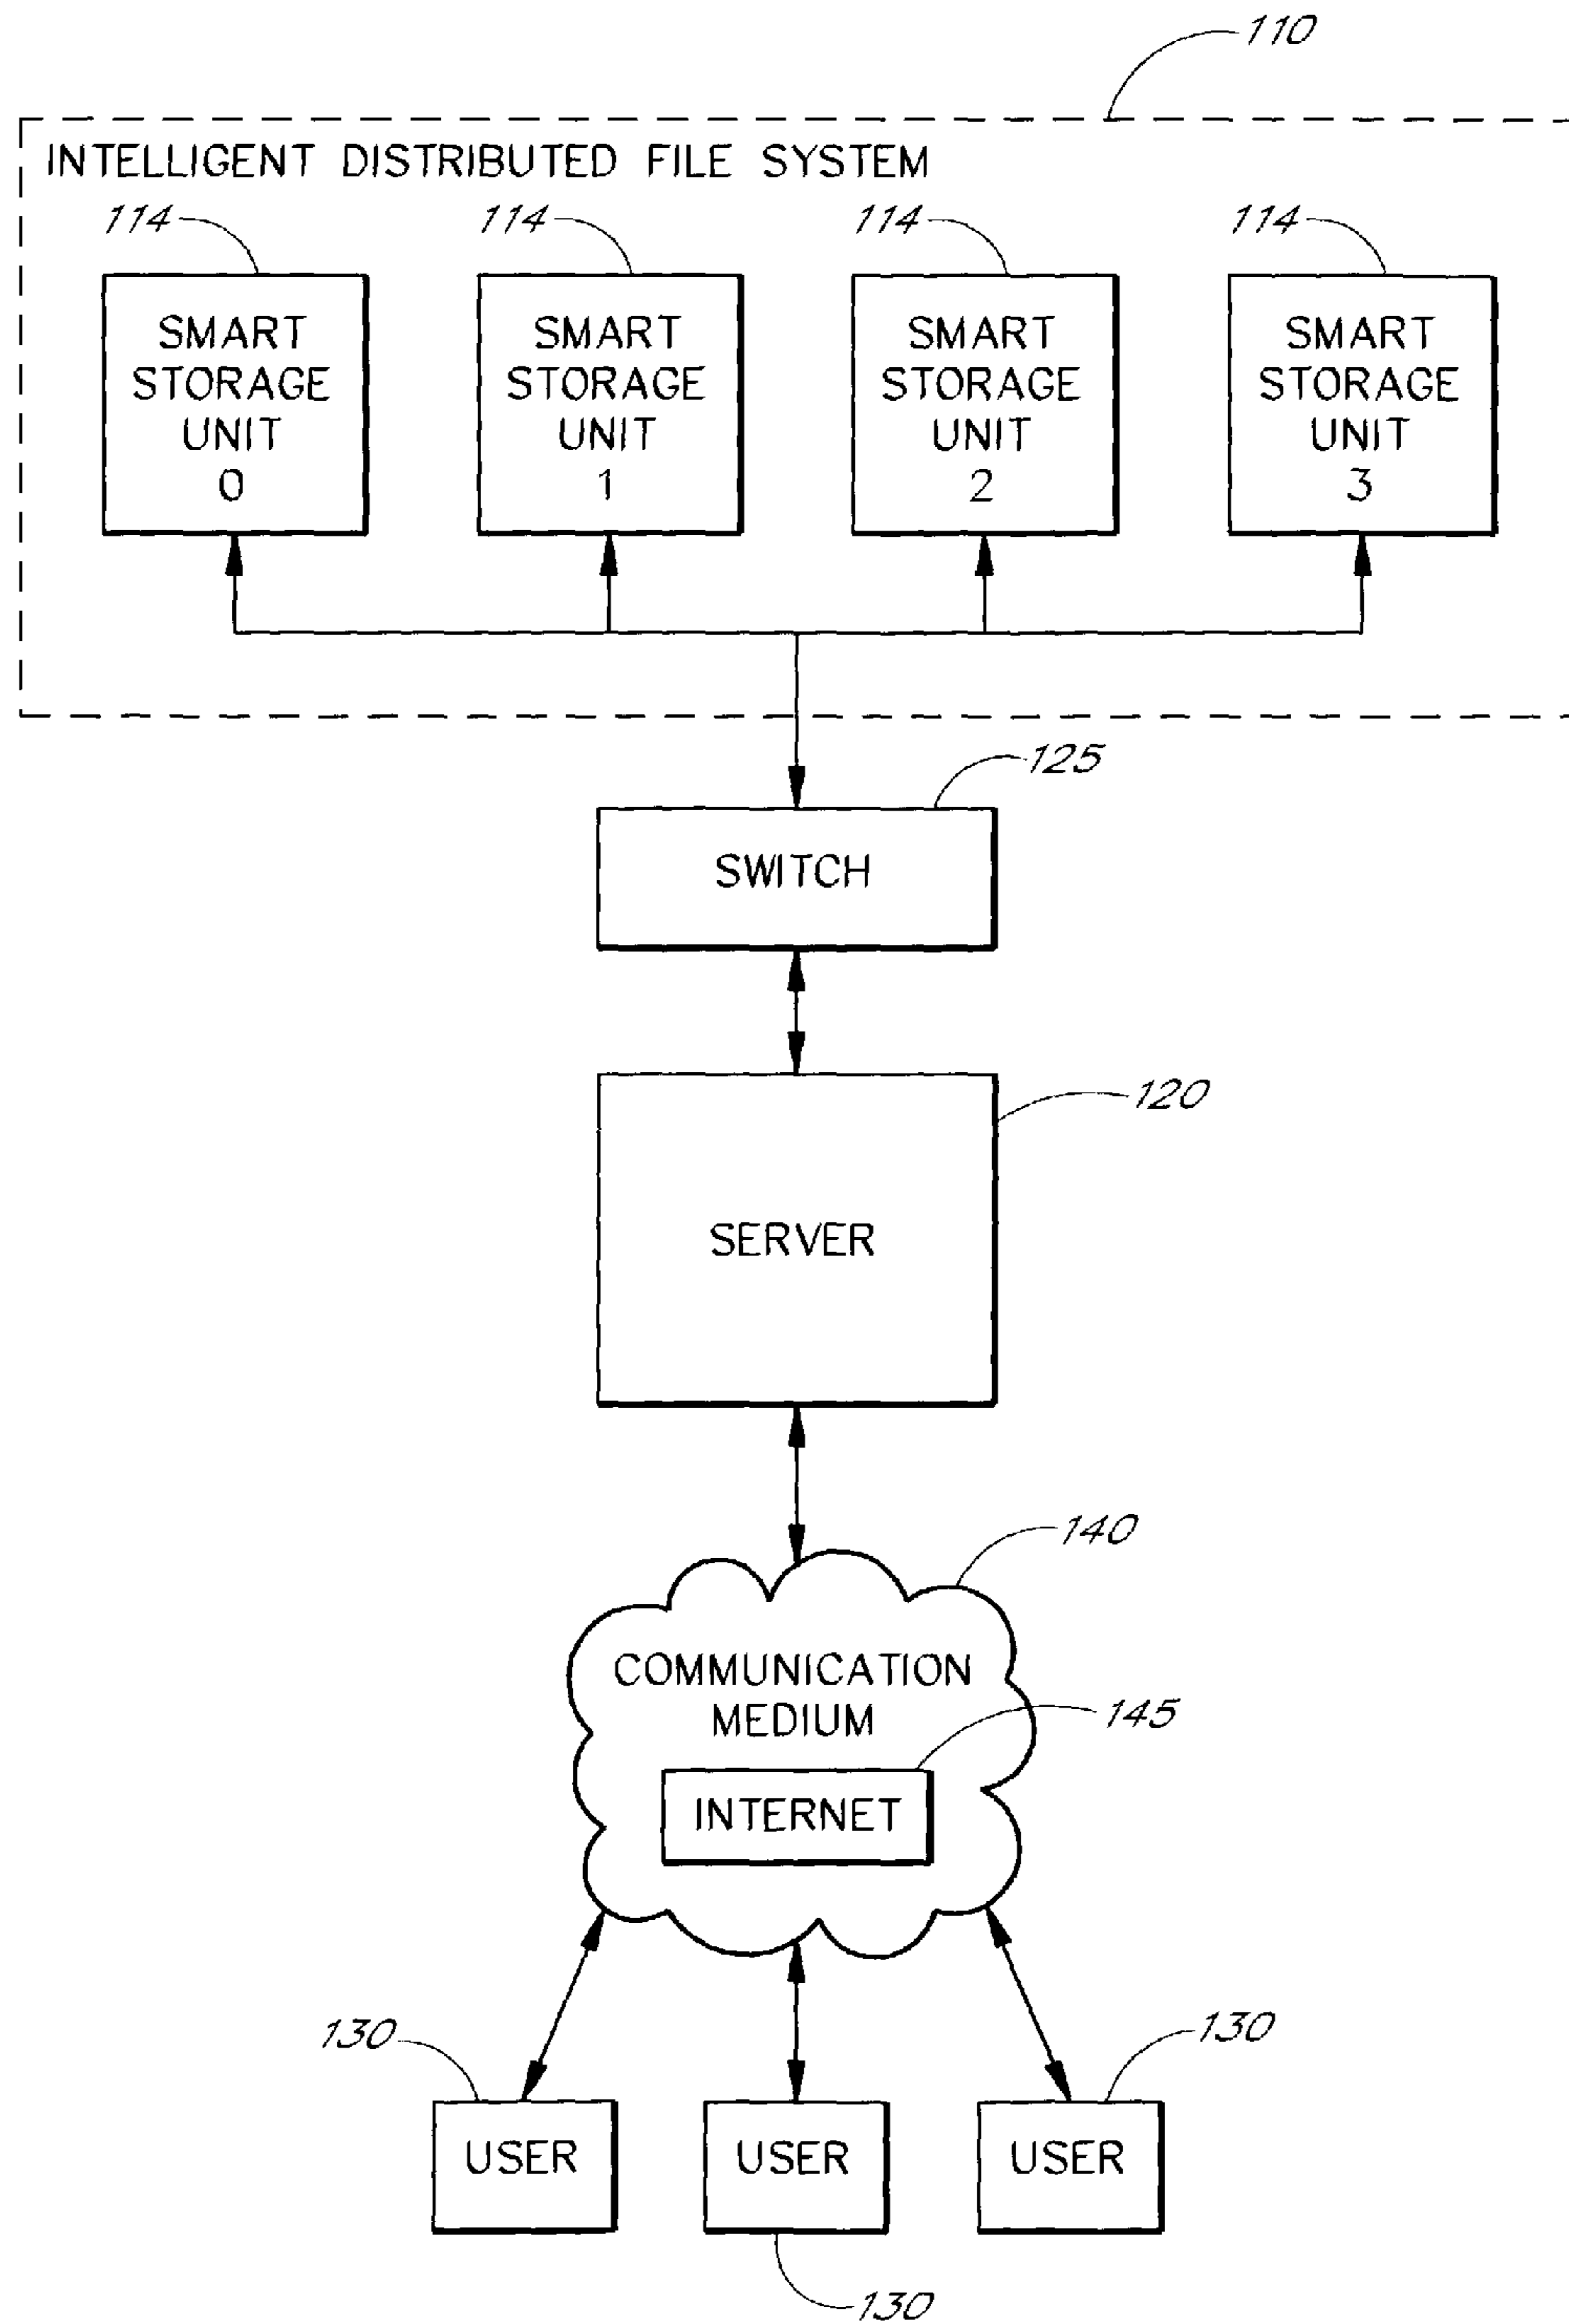 110
INTELLIGENT DISTRIBUTED FILE SYSTEM
114
114
114
114
SMART
STORAGE
UNIT
0
SMART
STORAGE
UNIT
1
SMART
STORAGE
UNIT
2
SMART
STORAGE
UNIT
3
125
SWITCH
120
SERVER
140
COMMUNICATION
MEDIUM
145
INTERNET
130
130
USER
USER
USER
130